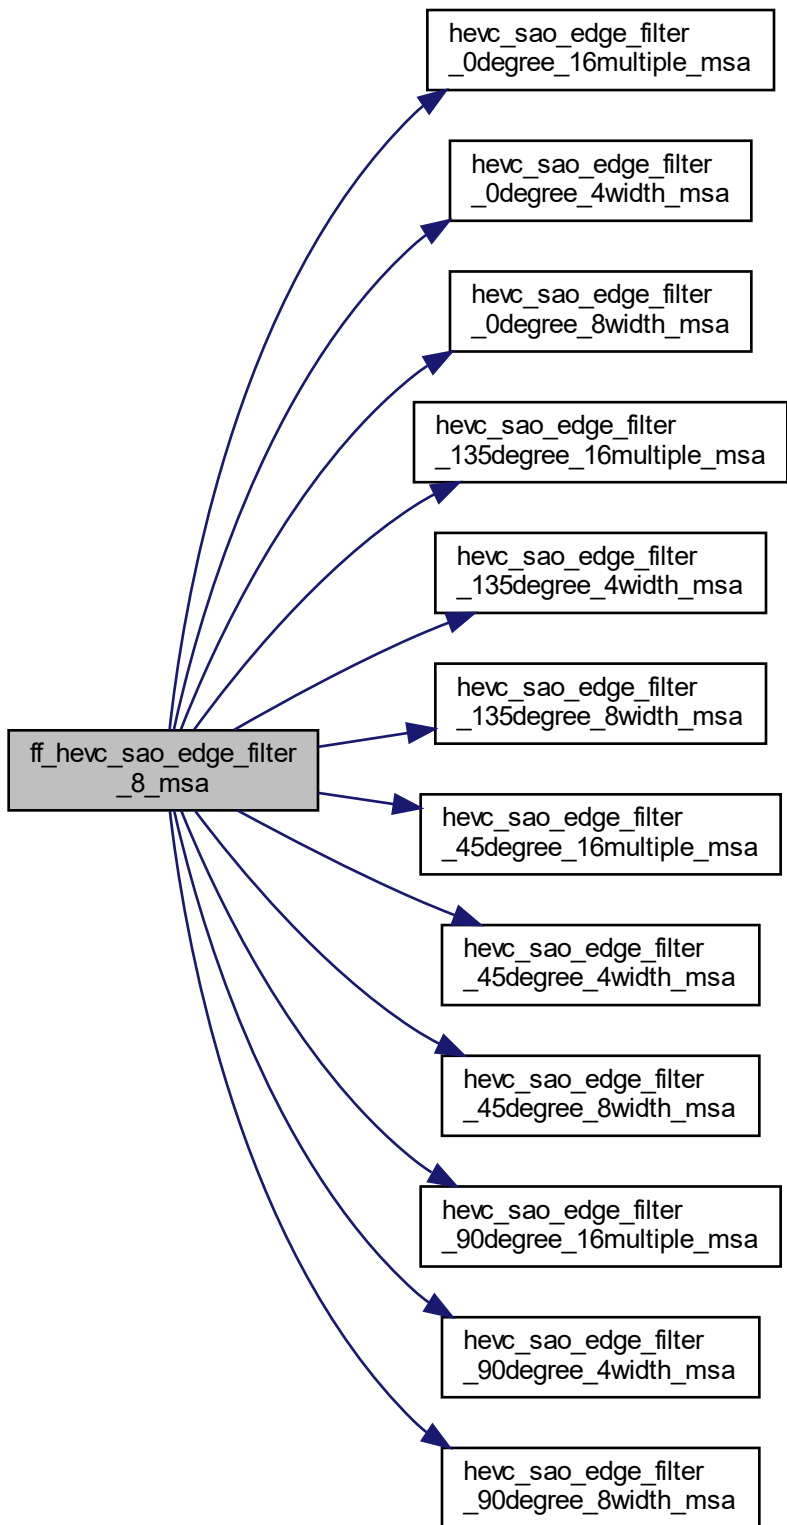 hevc_sao_edge_filter
_0degree_16multiple_msa
hevc_sao_edge_filter
_0degree_4width_msa
hevc_sao_edge_filter
_0degree_8width_msa
hevc_sao_edge_filter
_135degree_16multiple_msa
hevc_sao_edge_filter
_135degree_4width_msa
hevc_sao_edge_filter
_135degree_8width_msa
ff_hevc_sao_edge_filter
_8_msa
hevc_sao_edge_filter
_45degree_16multiple_msa
hevc_sao_edge_filter
_45degree_4width_msa
hevc_sao_edge_filter
_45degree_8width_msa
hevc_sao_edge_filter
_90degree_16multiple_msa
hevc_sao_edge_filter
_90degree_4width_msa
hevc_sao_edge_filter
_90degree_8width_msa